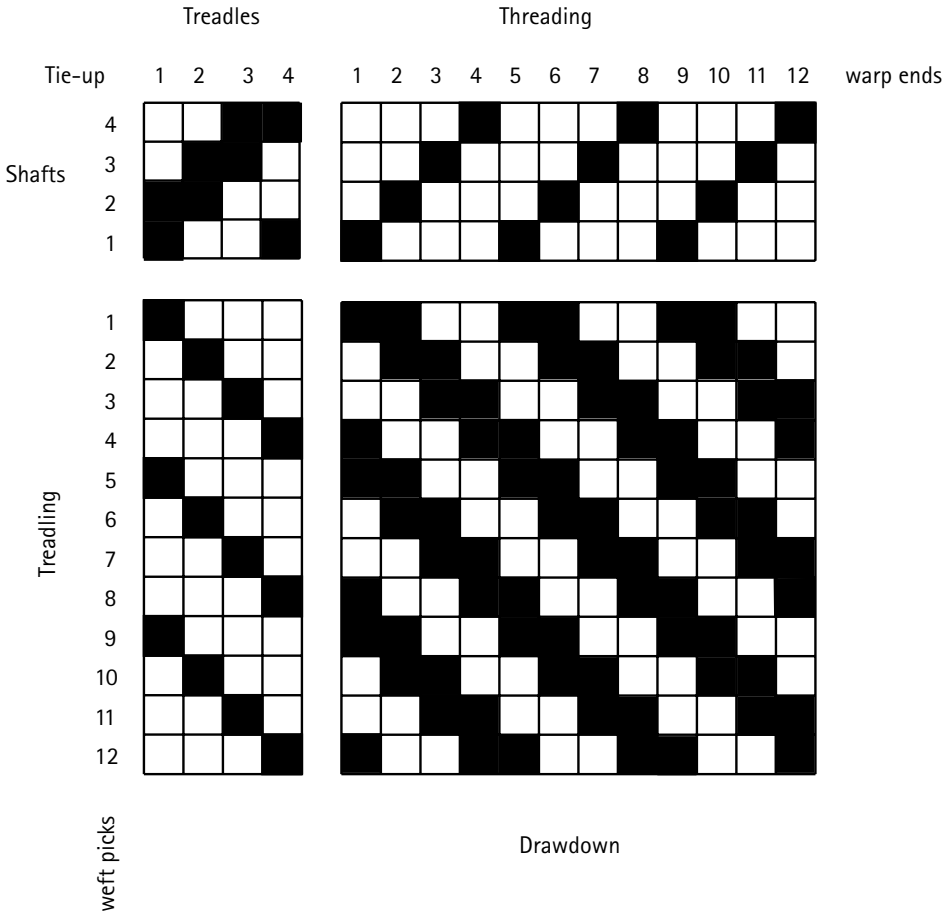 Treadles Threading
Tie-up 1 2 3 4 1 2 3 4 5 6 7 8 9 10 11 12 warp ends
4
3
Shafts
2
1
1
2
3
4
5
6
Treadling
7
8
9
10
11
12
weft picks
Drawdown